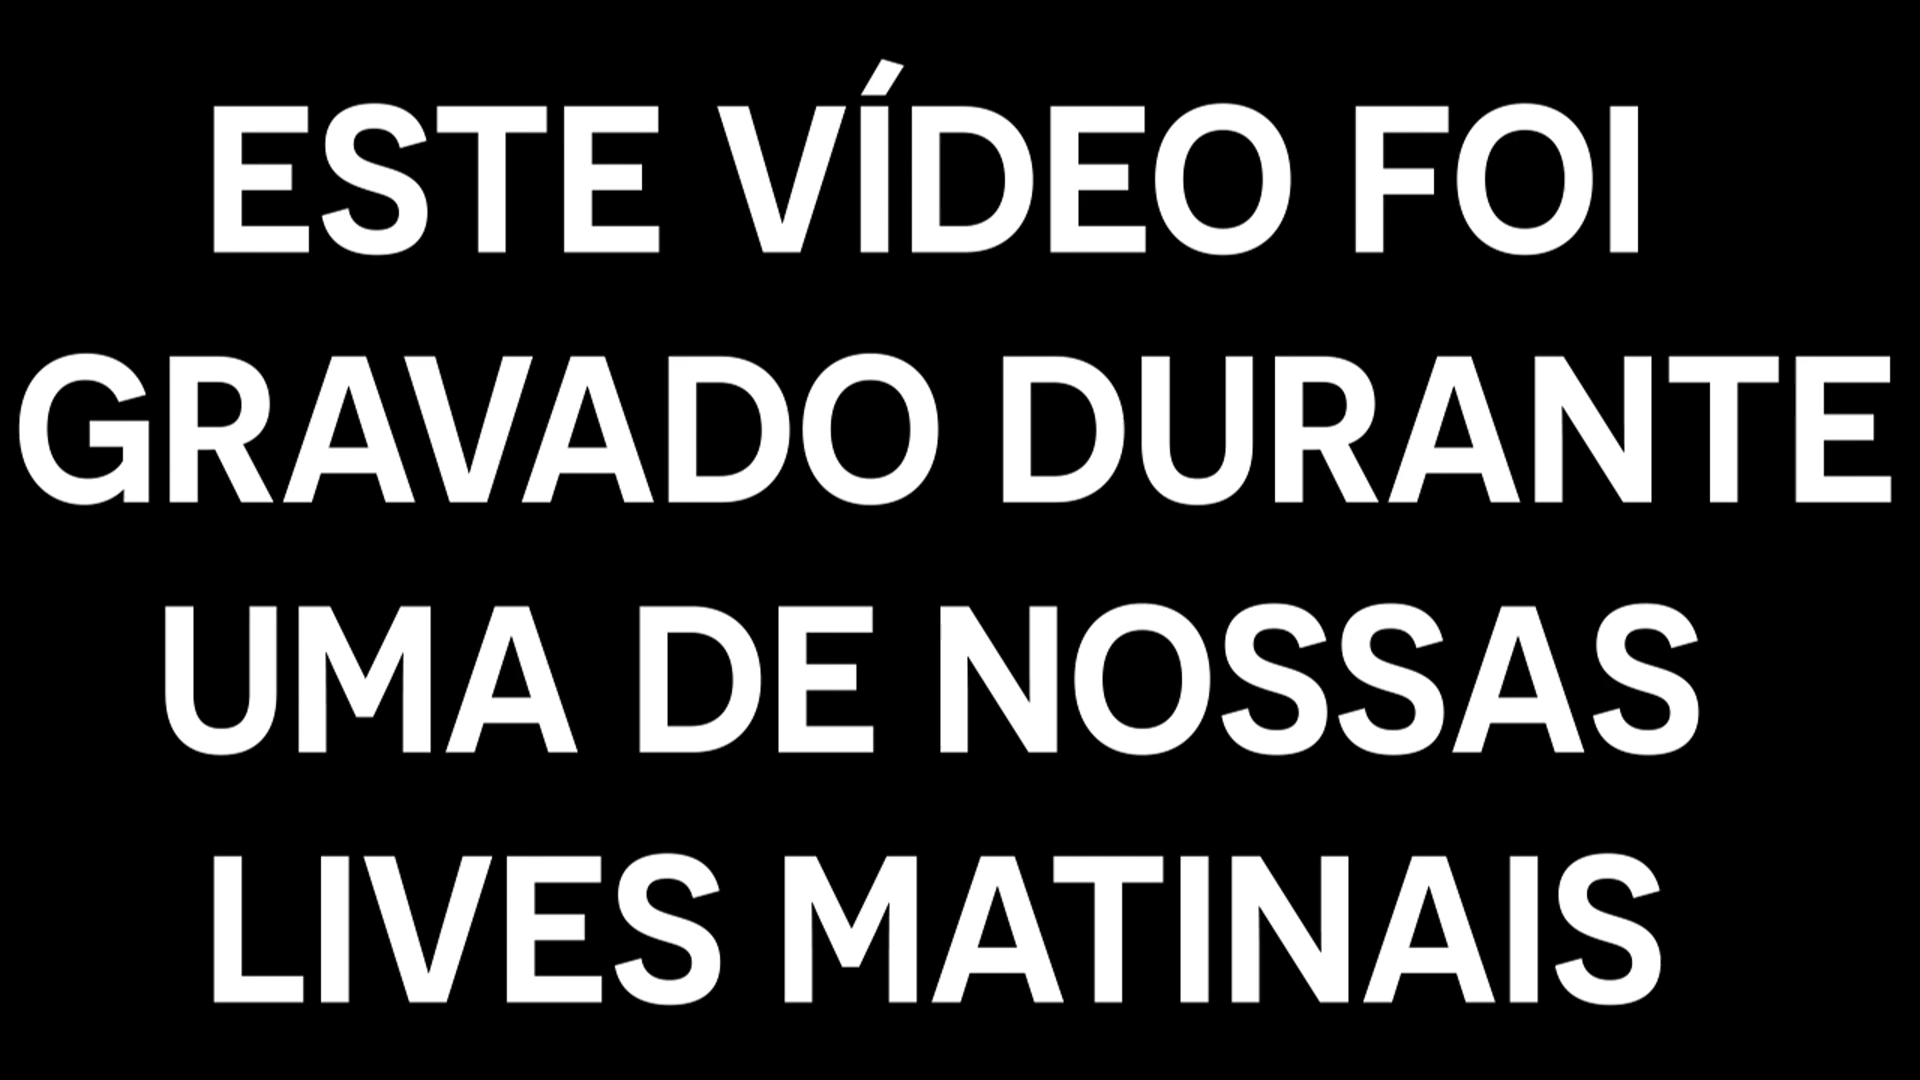 ESTE VÍDEO FOI
GRAVADO DURANTE
UMA DE NOSSAS
LIVES MATINAIS